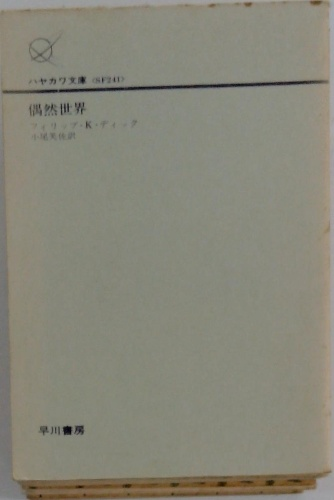 ハヤカワ文庫〈SF241〉
偶然世界
フィリップ・K・ディック
小尾芙佐訳
早川書房